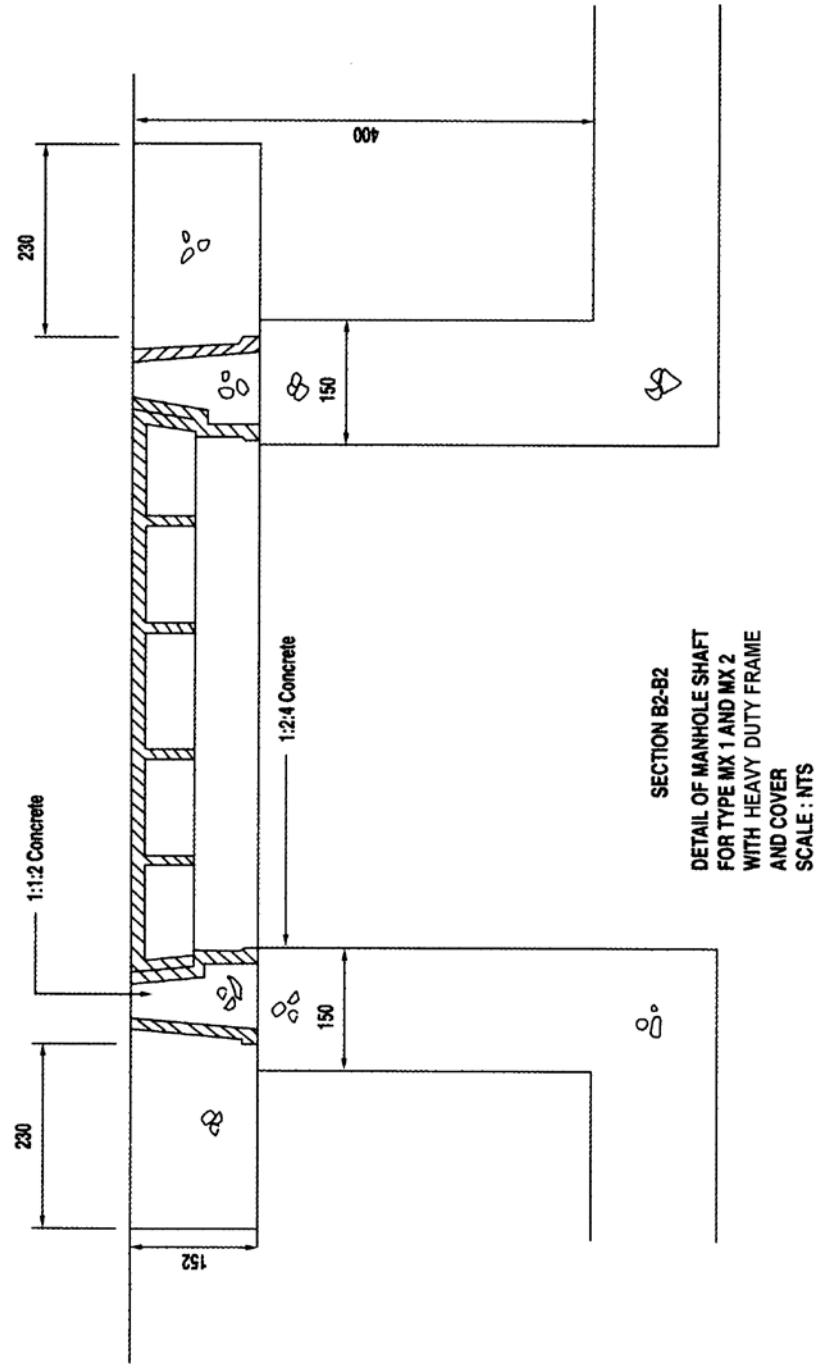 230
1:1:2 Concrete
230
152
400
150
150
1:2:4 Concrete
SECTION B2-B2
DETAIL OF MANHOLE SHAFT
FOR TYPE MX 1 AND MX 2
WITH HEAVY DUTY FRAME
AND COVER
SCALE : NTS